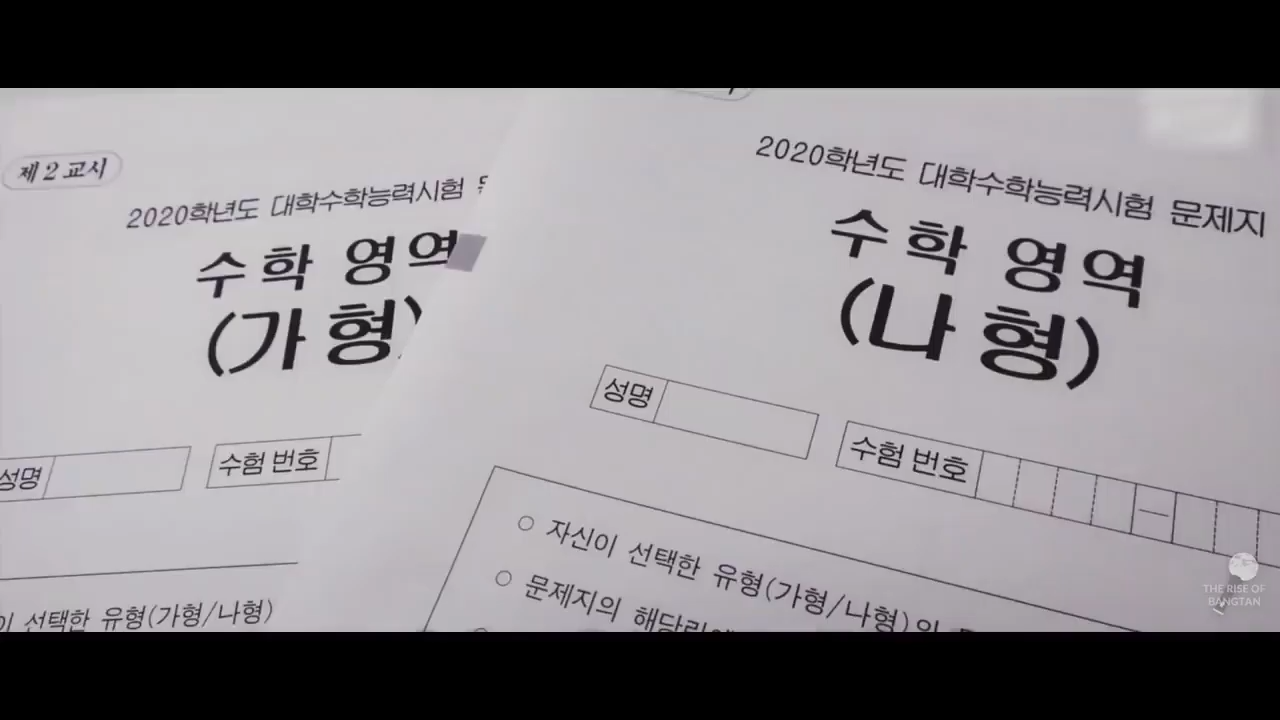 제2교시
2020학년도 대학수학능력시험
수학 영역
(가형)
성명
수험 번호
선택한 유형(가형/나형)
2020학년도 대학수학능력시험 문제지
수학 영역
(나형)
성명
수험 번호
—
○ 자신이 선택한 유형(가형/나형)의
○ 문제지의
THE RISE OF
BANGTAN